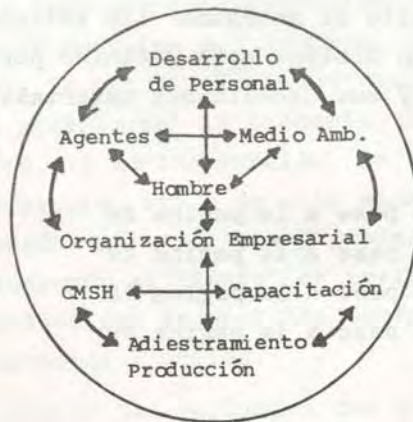 Desarrollo
de Personal
Agentes Medio Amb.
Hombre
Organización Empresarial
CMSH Capacitación
Adiestramiento
Producción